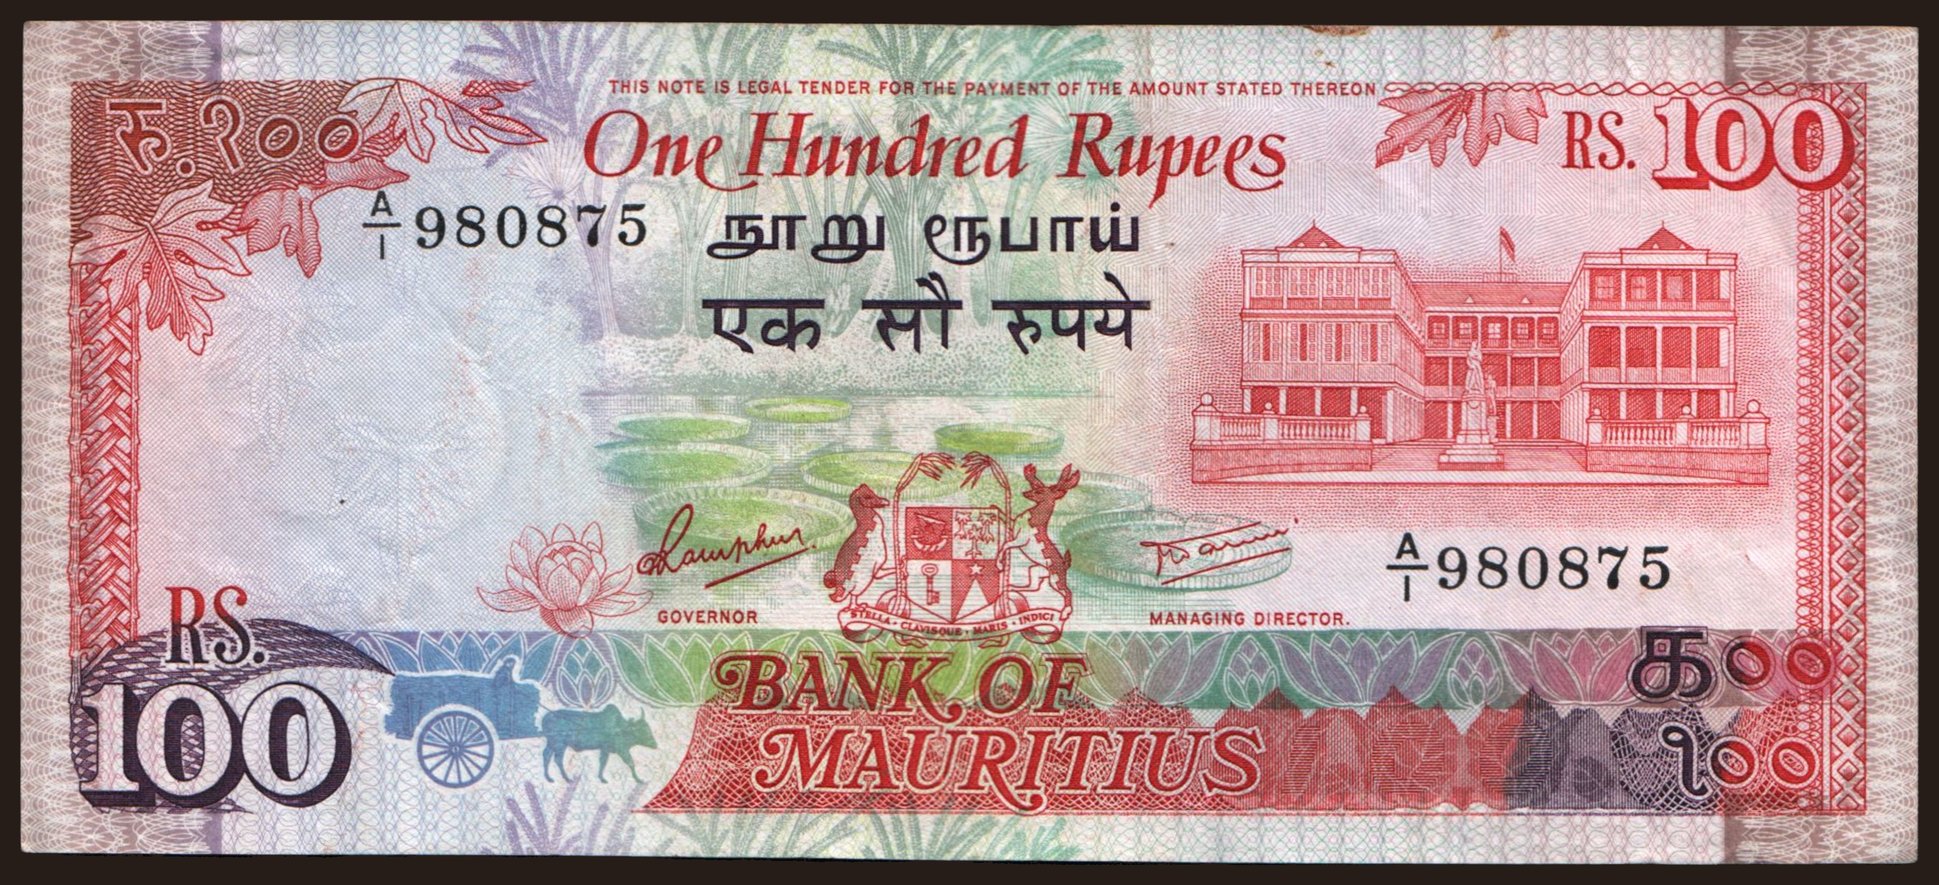 THIS NOTE IS LEGAL TENDER FOR THE PAYMENT OF THE AMOUNT STATED THEREON
रु.१००
One Hundred Rupees
RS. 100
A/1 980875
நூறு ரூபாய்
एक सौ रुपये
A/1 980875
GOVERNOR
MANAGING DIRECTOR.
STELLA · CLAVISQUE · MARIS · INDICI
RS.
100
BANK OF
MAURITIUS
க००
१००